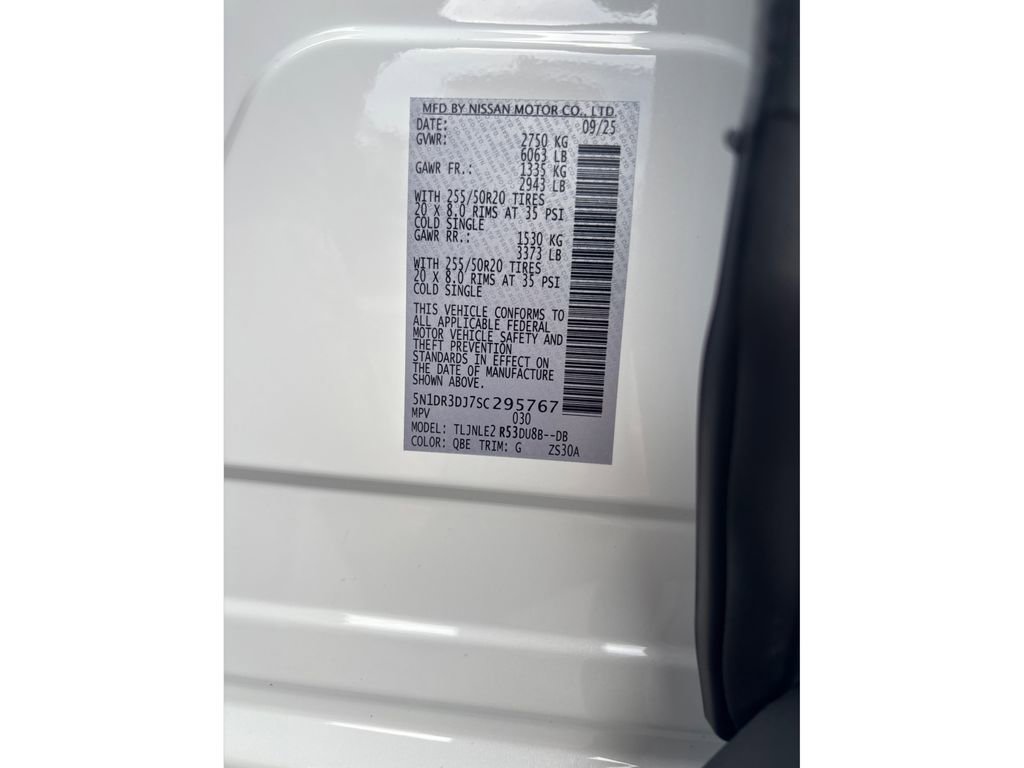 MFD BY NISSAN MOTOR CO., LTD
DATE: 09/25
GVWR: 2750 KG
6063 LB
GAWR FR.: 1335 KG
2943 LB
WITH 255/50R20 TIRES
20 X 8.0 RIMS AT 35 PSI
COLD SINGLE
GAWR RR.: 1530 KG
3373 LB
WITH 255/50R20 TIRES
20 X 8.0 RIMS AT 35 PSI
COLD SINGLE
THIS VEHICLE CONFORMS TO
ALL APPLICABLE FEDERAL
MOTOR VEHICLE SAFETY AND
THEFT PREVENTION
STANDARDS IN EFFECT ON
THE DATE OF MANUFACTURE
SHOWN ABOVE.
5N1DR3DJ7SC295767
MPV 030
MODEL: TLJNLE2 R53DU8B--DB
COLOR: QBE TRIM: G ZS30A